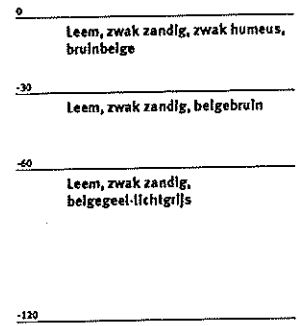 0
Leem, zwak zandig, zwak humeus,
bruinbeige
-30
Leem, zwak zandig, beigebruin
-60
Leem, zwak zandig,
beigegeel-lichtgrijs
-120